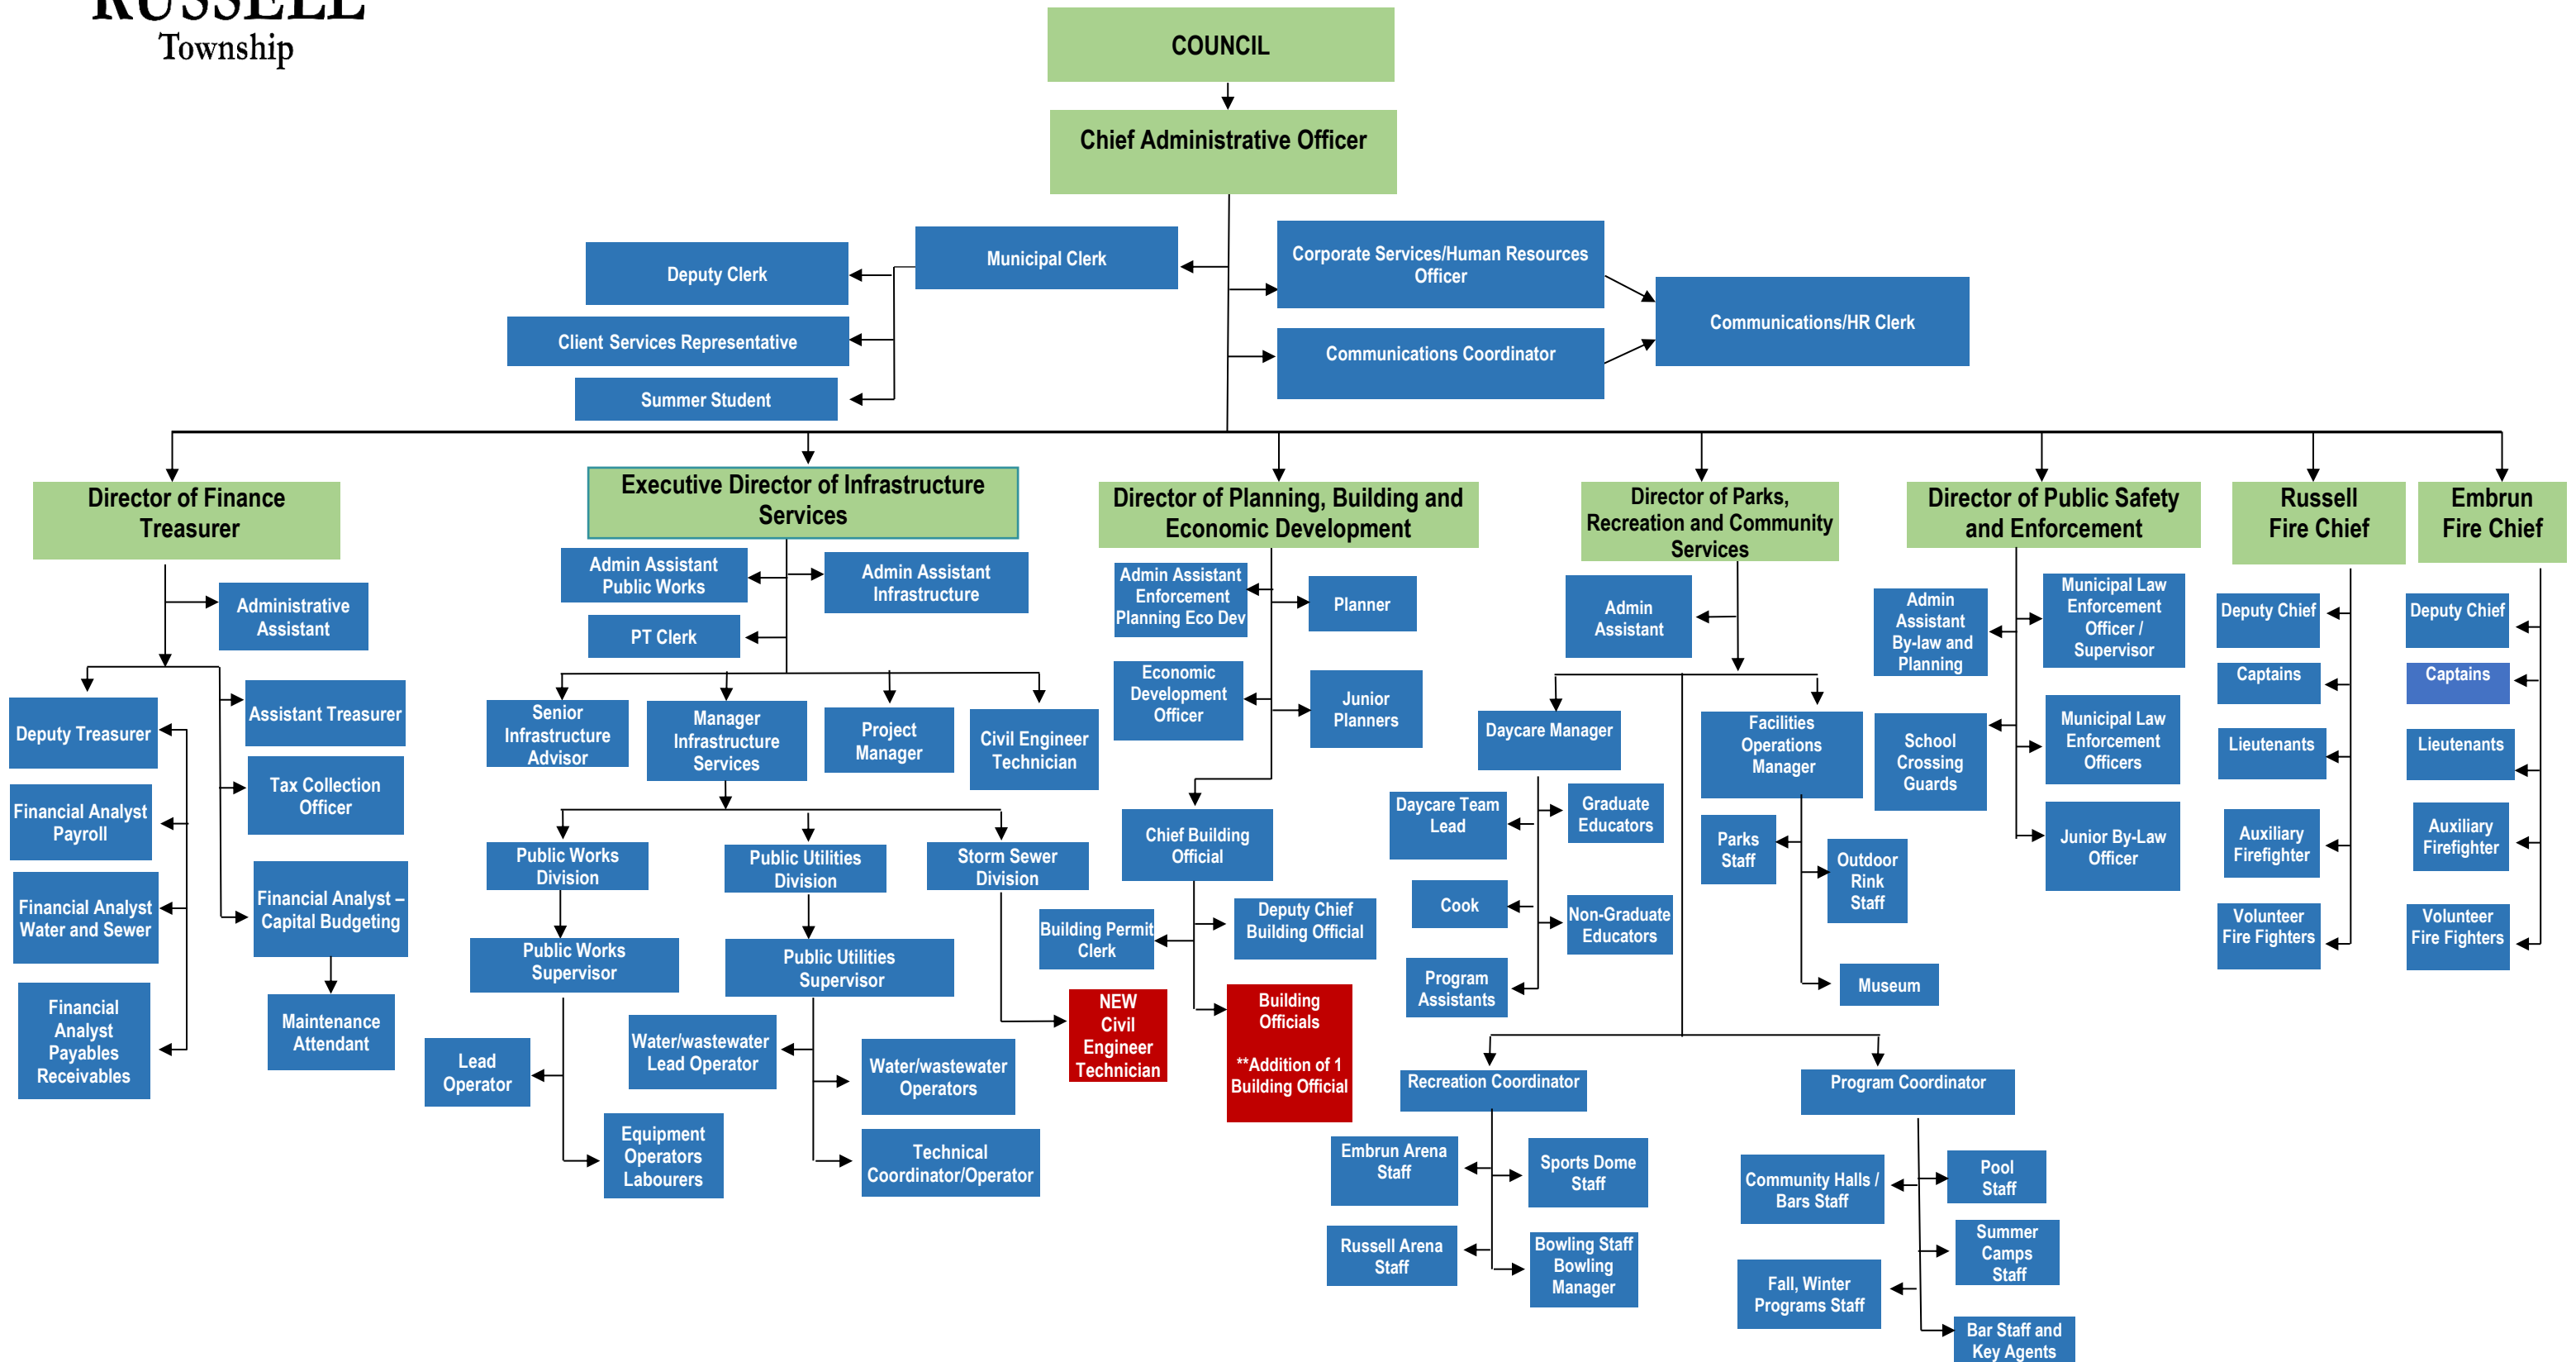 RUSSELL
Township
COUNCIL
Chief Administrative Officer
Municipal Clerk
Deputy Clerk
Client Services Representative
Summer Student
Corporate Services/Human Resources
Officer
Communications Coordinator
Communications/HR Clerk
Director of Finance
Treasurer
Administrative
Assistant
Deputy Treasurer
Financial Analyst
Payroll
Financial Analyst
Water and Sewer
Financial
Analyst
Payables
Receivables
Assistant Treasurer
Tax Collection
Officer
Financial Analyst –
Capital Budgeting
Maintenance
Attendant
Executive Director of Infrastructure
Services
Admin Assistant
Public Works
Admin Assistant
Infrastructure
PT Clerk
Senior
Infrastructure
Advisor
Manager
Infrastructure
Services
Project
Manager
Civil Engineer
Technician
Public Works
Division
Public Utilities
Division
Storm Sewer
Division
Public Works
Supervisor
Public Utilities
Supervisor
Lead
Operator
Equipment
Operators
Labourers
Water/wastewater
Lead Operator
Water/wastewater
Operators
Technical
Coordinator/Operator
NEW
Civil
Engineer
Technician
Director of Planning, Building and
Economic Development
Admin Assistant
Enforcement
Planning Eco Dev
Planner
Economic
Development
Officer
Junior
Planners
Chief Building
Official
Building Permit
Clerk
Deputy Chief
Building Official
Building
Officials
**Addition of 1
Building Official
Director of Parks,
Recreation and Community
Services
Admin
Assistant
Daycare Manager
Daycare Team
Lead
Graduate
Educators
Cook
Non-Graduate
Educators
Program
Assistants
Facilities
Operations
Manager
Parks
Staff
Outdoor
Rink
Staff
Museum
Recreation Coordinator
Embrun Arena
Staff
Sports Dome
Staff
Russell Arena
Staff
Bowling Staff
Bowling
Manager
Program Coordinator
Community Halls /
Bars Staff
Pool
Staff
Summer
Camps
Staff
Fall, Winter
Programs Staff
Bar Staff and
Key Agents
Director of Public Safety
and Enforcement
Admin
Assistant
By-law and
Planning
Municipal Law
Enforcement
Officer /
Supervisor
School
Crossing
Guards
Municipal Law
Enforcement
Officers
Junior By-Law
Officer
Russell
Fire Chief
Deputy Chief
Captains
Lieutenants
Auxiliary
Firefighter
Volunteer
Fire Fighters
Embrun
Fire Chief
Deputy Chief
Captains
Lieutenants
Auxiliary
Firefighter
Volunteer
Fire Fighters